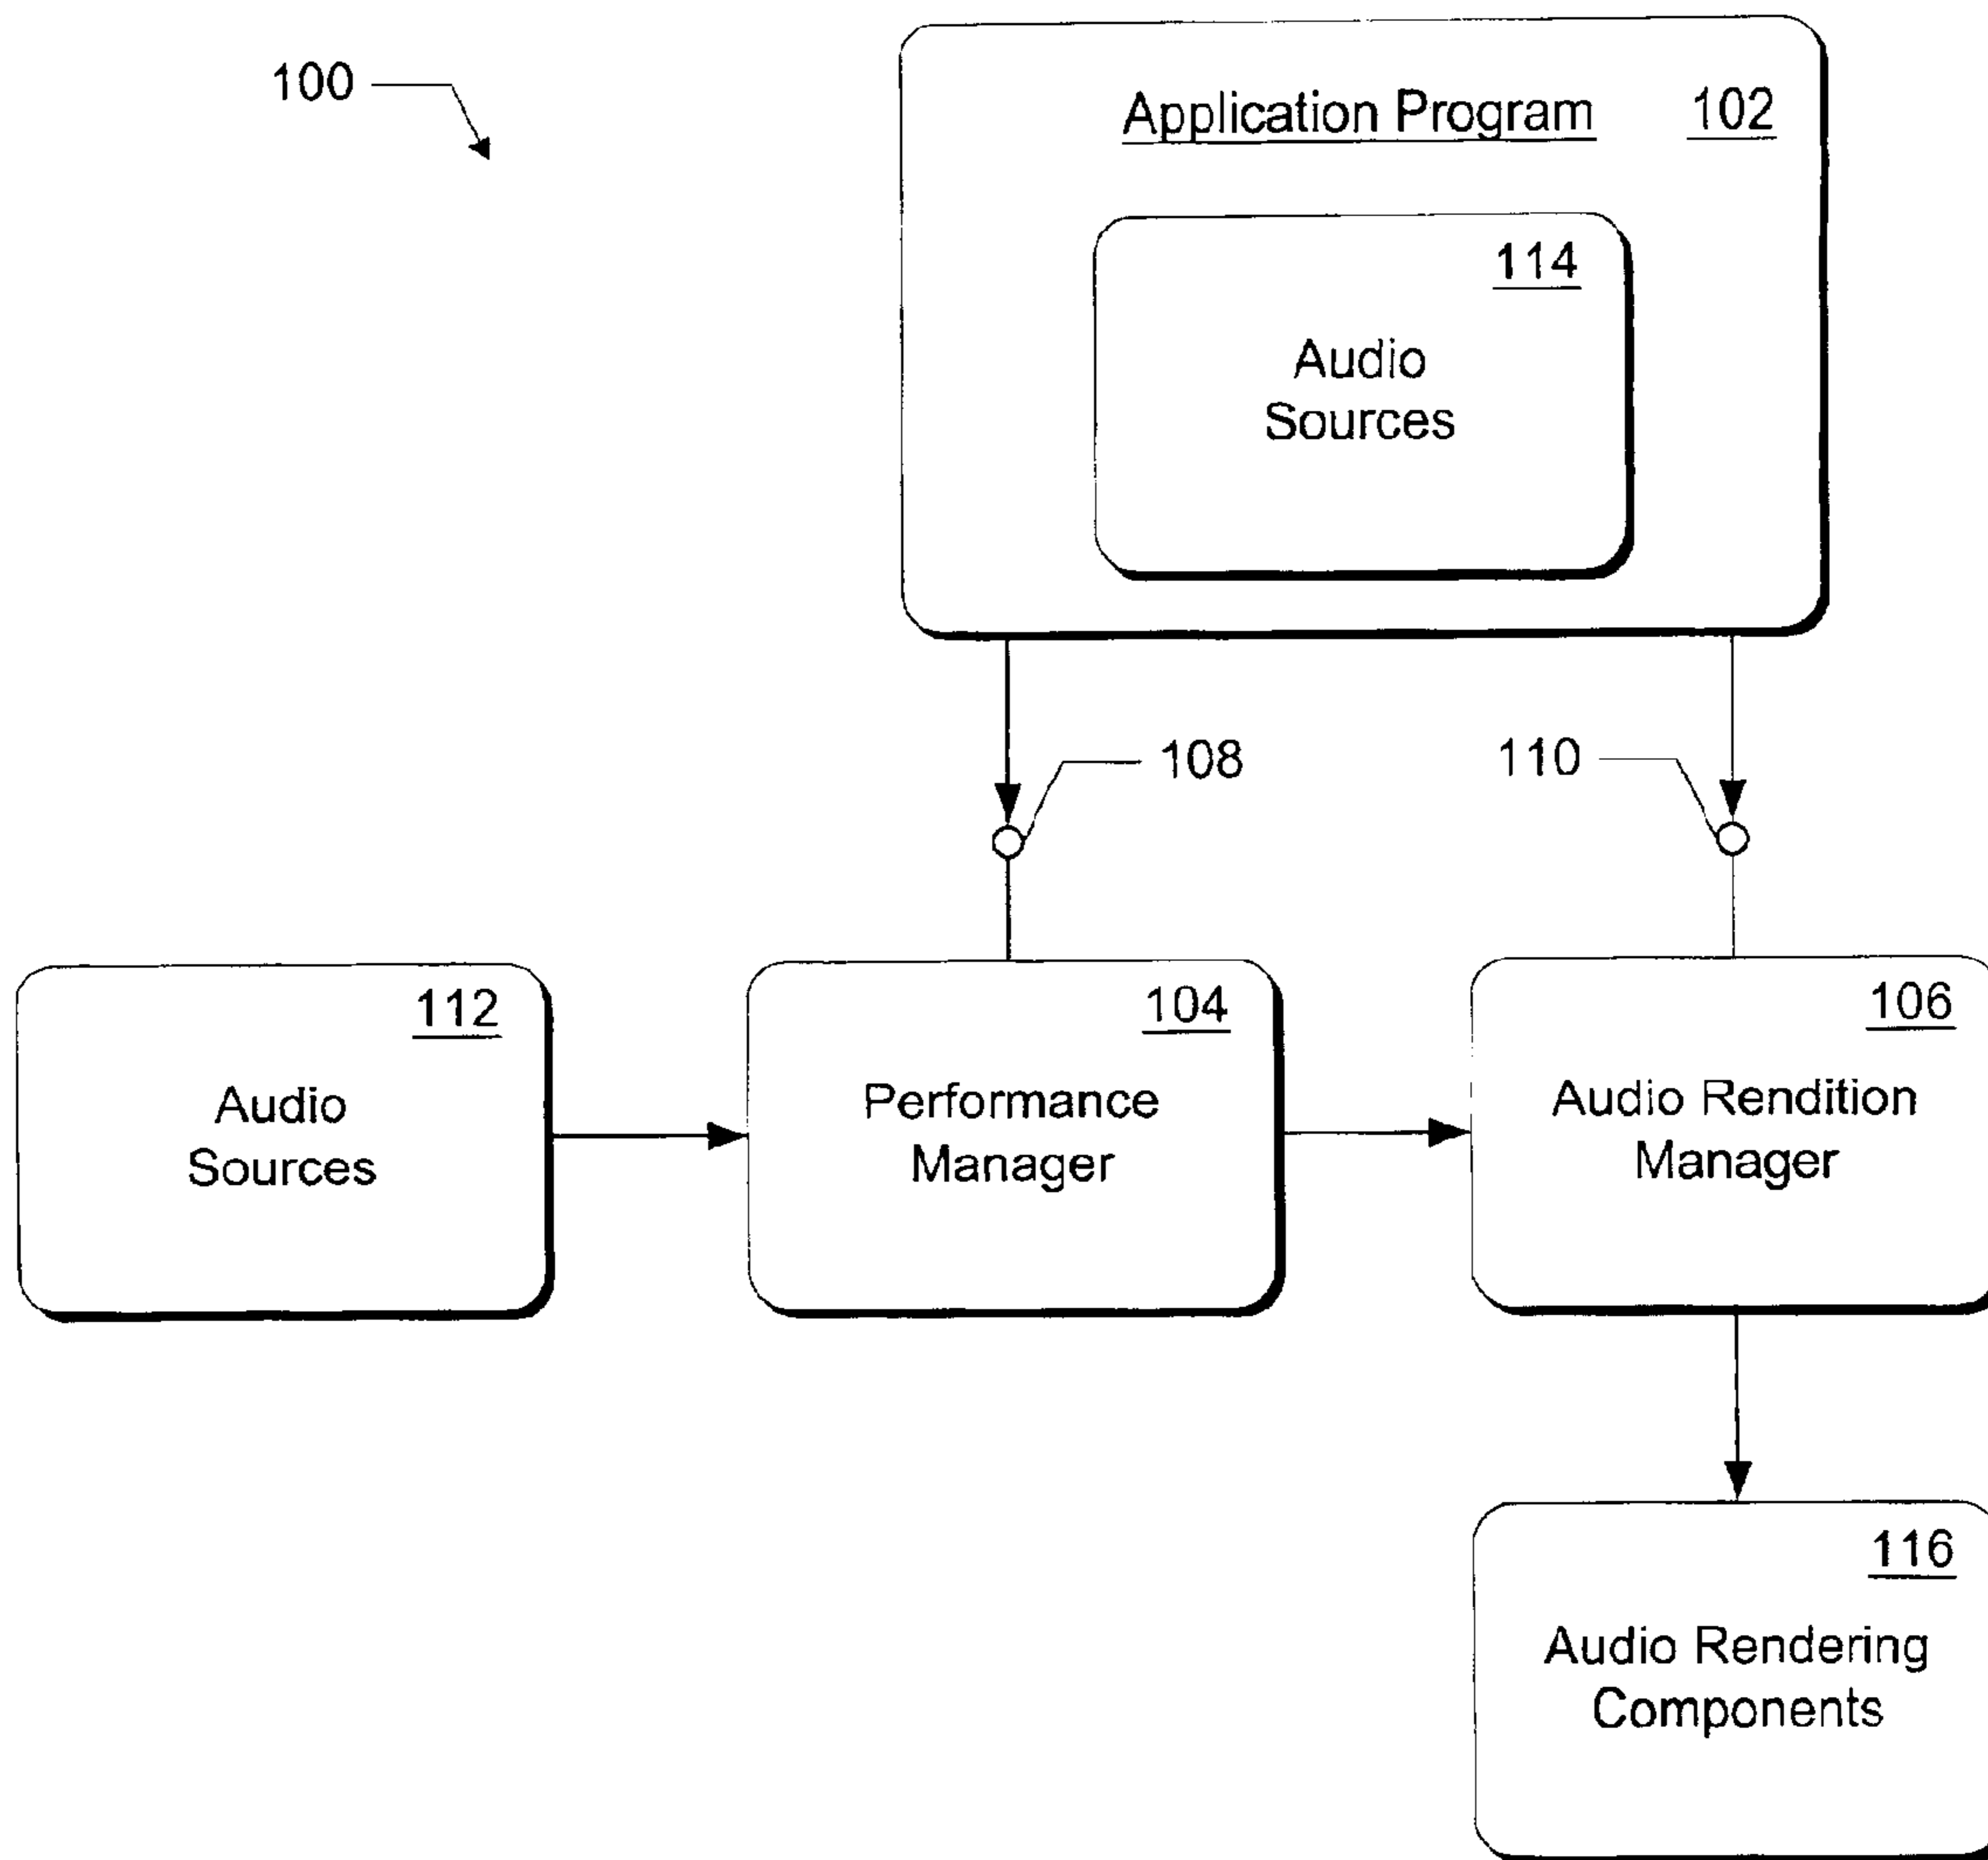 100
Application Program 102
114
Audio
Sources
108
110
112
Audio
Sources
104
Performance
Manager
106
Audio Rendition
Manager
116
Audio Rendering
Components